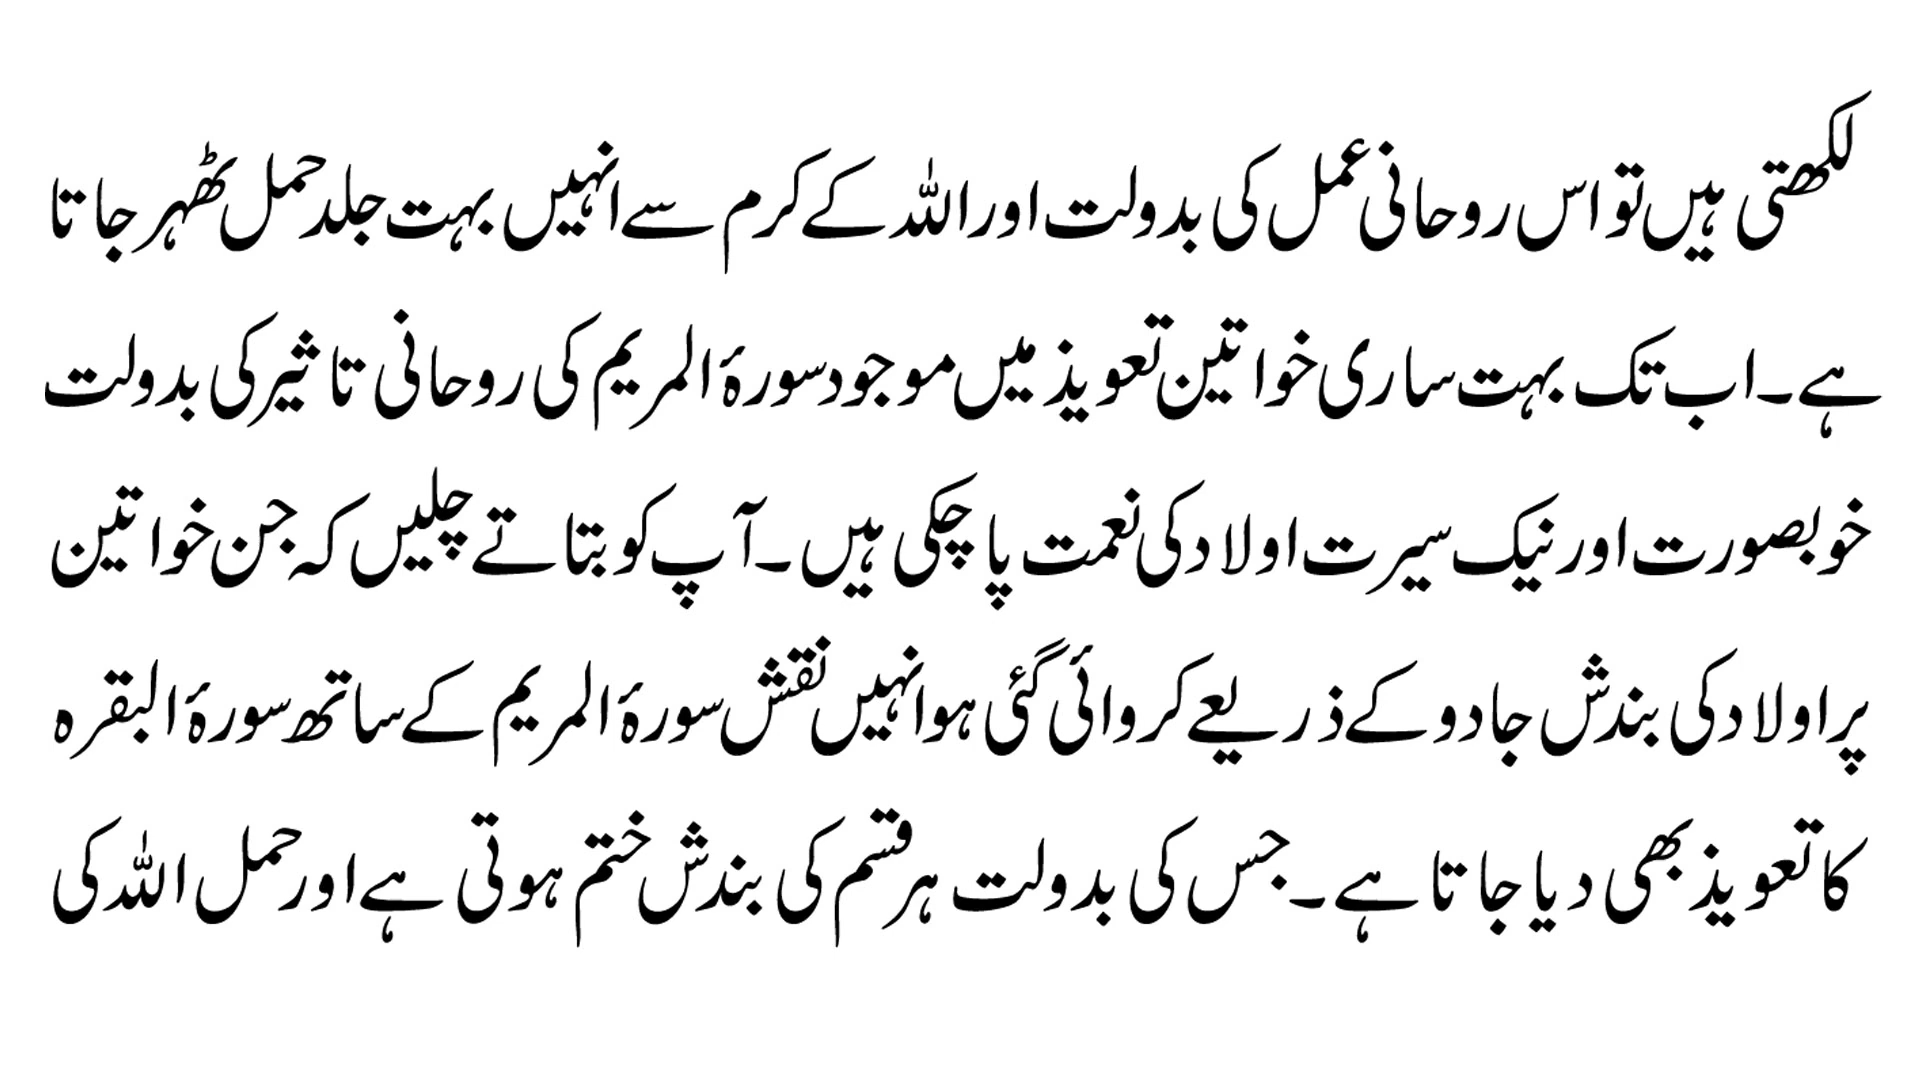 لکھتی ہیں تو اس روحانی عمل کی بدولت اور اللہ کے کرم سے انہیں بہت جلد حمل ٹھہر جاتا
ہے۔ اب تک بہت ساری خواتین تعویذ میں موجود سورۂ المریم کی روحانی تاثیر کی بدولت
خوبصورت اور نیک سیرت اولاد کی نعمت پا چکی ہیں۔ آپ کو بتاتے چلیں کہ جن خواتین
پر اولاد کی بندش جادو کے ذریعے کروائی گئی ہو انہیں نقش سورۂ المریم کے ساتھ سورۂ البقرہ
کا تعویذ بھی دیا جاتا ہے۔ جس کی بدولت ہر قسم کی بندش ختم ہوتی ہے اور حمل اللہ کی